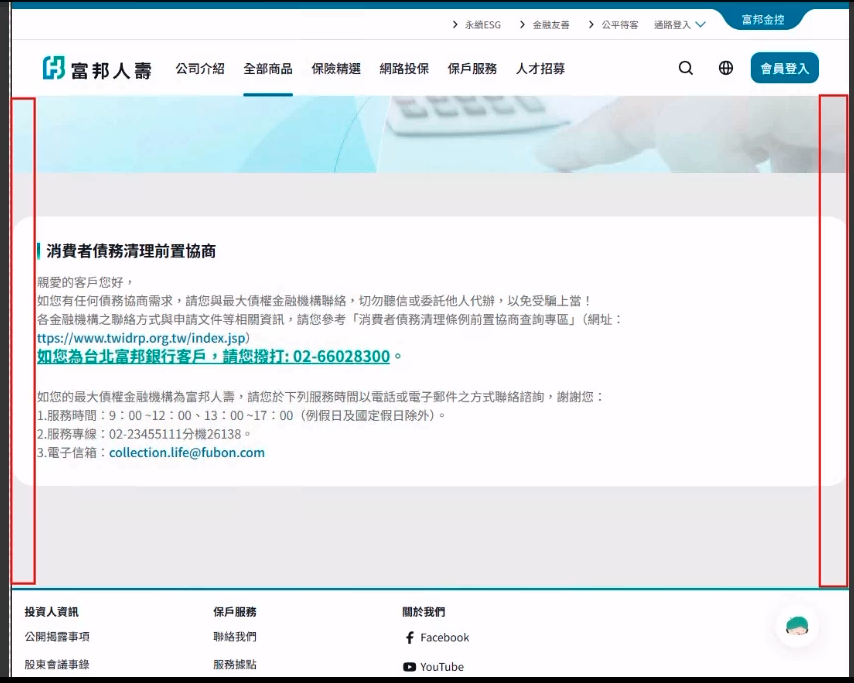 永續ESG 金融友善 公平待客 通路登入 富邦金控
富邦人壽 公司介紹 全部商品 保險精選 網路投保 保戶服務 人才招募 會員登入
消費者債務清理前置協商
親愛的客戶您好，
如您有任何債務協商需求，請您與最大債權金融機構聯絡，切勿聽信或委託他人代辦，以免受騙上當！
各金融機構之聯絡方式與申請文件等相關資訊，請您參考「消費者債務清理條例前置協商查詢專區」（網址：
ttps://www.twidrp.org.tw/index.jsp）
如您為台北富邦銀行客戶，請您撥打: 02-66028300。
如您的最大債權金融機構為富邦人壽，請您於下列服務時間以電話或電子郵件之方式聯絡諮詢，謝謝您：
1.服務時間：9：00 ~12：00、13：00 ~17：00（例假日及國定假日除外）。
2.服務專線：02-23455111分機26138。
3.電子信箱：collection.life@fubon.com
投資人資訊 保戶服務 關於我們
公開揭露事項 聯絡我們 Facebook
股東會議事錄 服務據點 YouTube